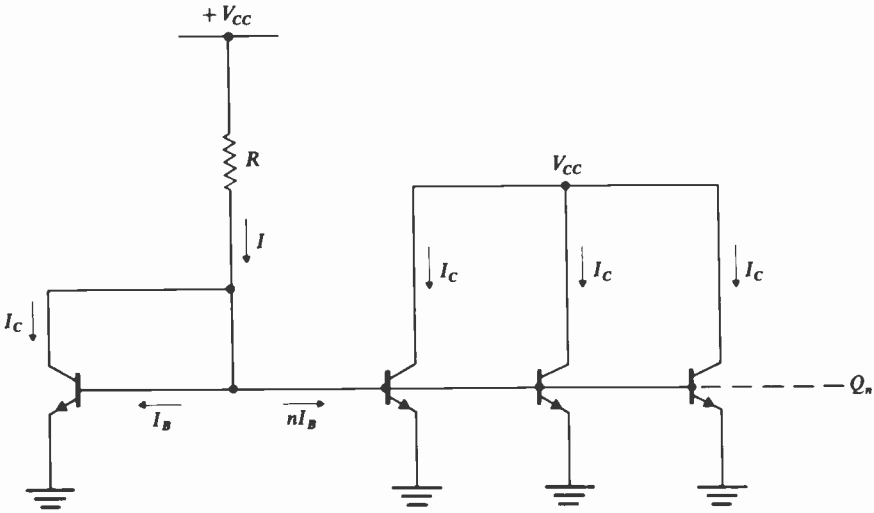 + V_CC
R
V_CC
I
I_C
I_C
I_C
I_C
I_B
nI_B
Q_n